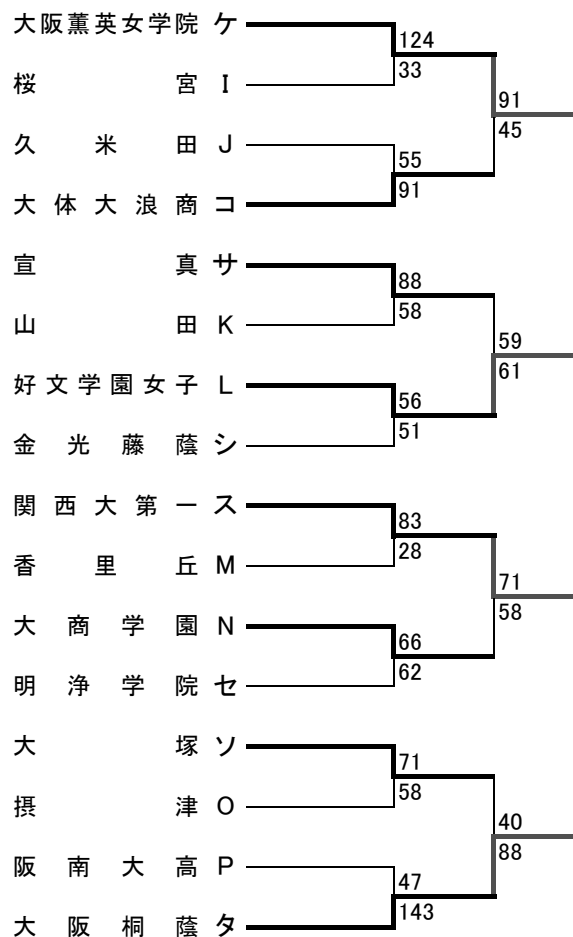 大阪薫英女学院 ケ
124
33
桜宮 I
91
45
久米田 J
55
91
大体大浪商 コ
宣真 サ
88
58
山田 K
59
61
好文学園女子 L
56
51
金光藤蔭 シ
関西大第一 ス
83
28
香里丘 M
71
58
大商学園 N
66
62
明浄学院 セ
大塚 ソ
71
58
摂津 O
40
88
阪南大高 P
47
143
大阪桐蔭 タ